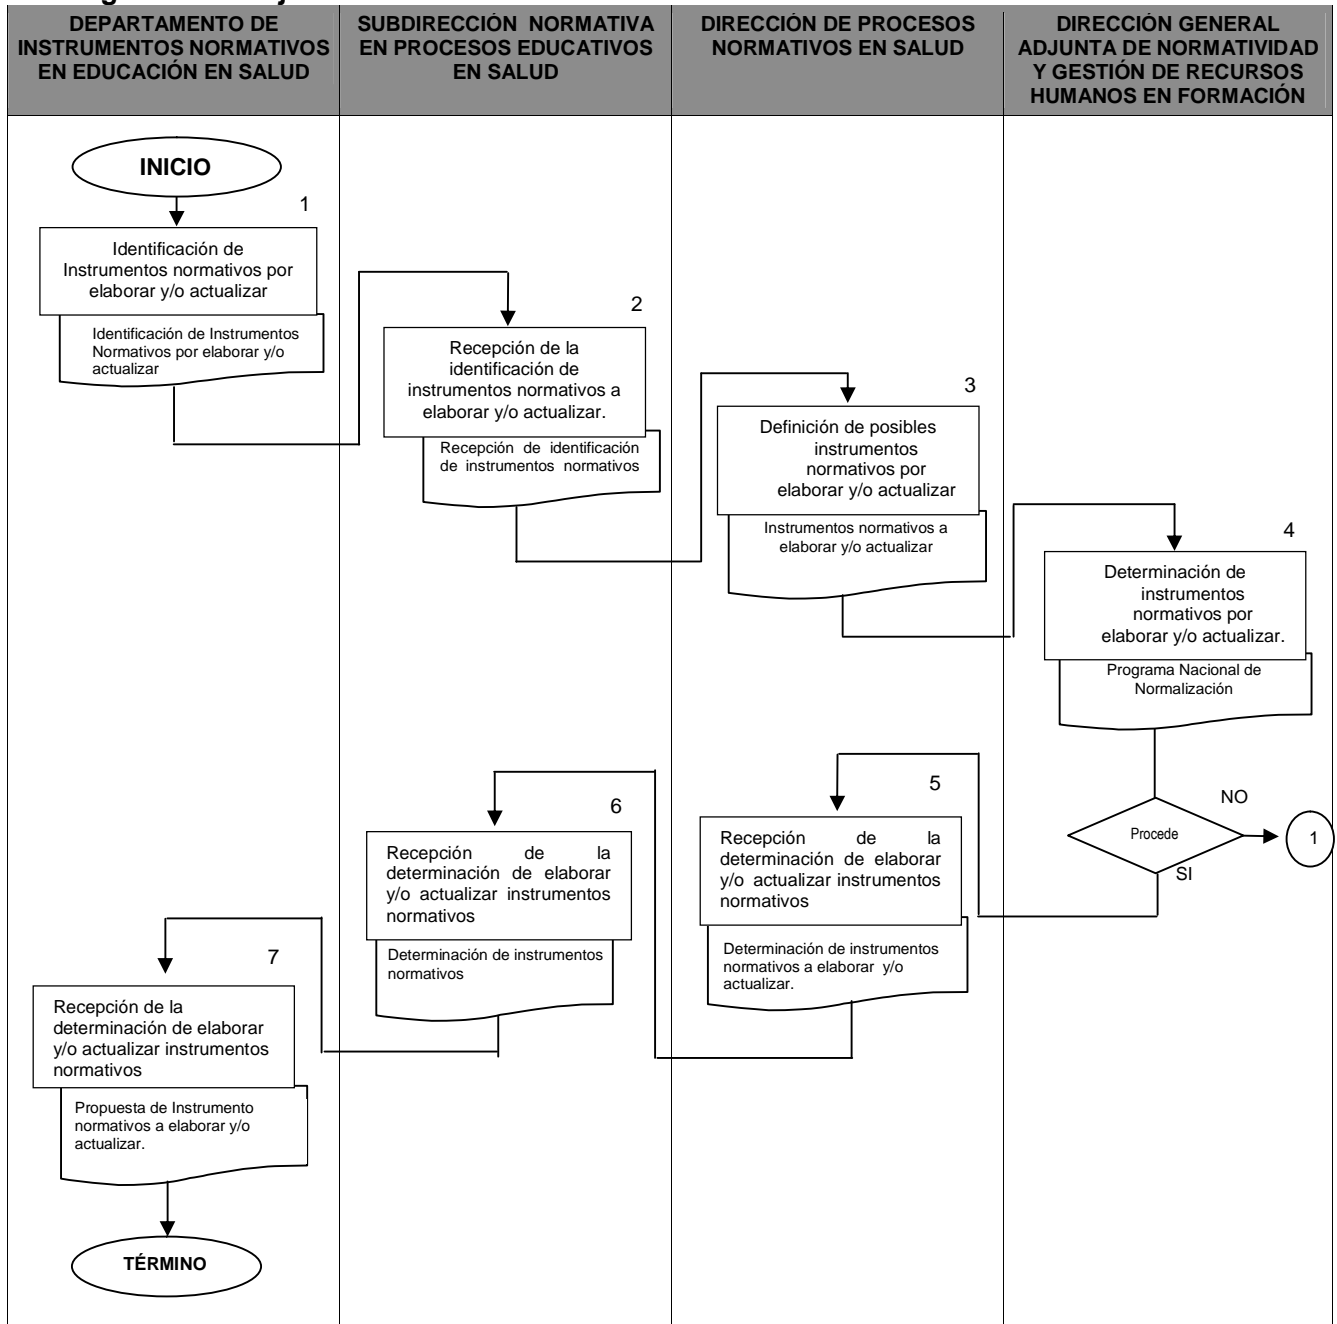 DEPARTAMENTO DE
INSTRUMENTOS NORMATIVOS
EN EDUCACIÓN EN SALUD
SUBDIRECCIÓN NORMATIVA
EN PROCESOS EDUCATIVOS
EN SALUD
DIRECCIÓN DE PROCESOS
NORMATIVOS EN SALUD
DIRECCIÓN GENERAL
ADJUNTA DE NORMATIVIDAD
Y GESTIÓN DE RECURSOS
HUMANOS EN FORMACIÓN
INICIO
1
Identificación de
Instrumentos normativos por
elaborar y/o actualizar
Identificación de Instrumentos
Normativos por elaborar y/o
actualizar
2
Recepción de la
identificación de
instrumentos normativos a
elaborar y/o actualizar.
Recepción de identificación
de instrumentos normativos
3
Definición de posibles
instrumentos
normativos por
elaborar y/o actualizar
Instrumentos normativos a
elaborar y/o actualizar
4
Determinación de
instrumentos
normativos por
elaborar y/o actualizar.
Programa Nacional de
Normalización
Procede
NO
1
SI
5
Recepción de la
determinación de elaborar
y/o actualizar instrumentos
normativos
Determinación de instrumentos
normativos a elaborar y/o
actualizar.
6
Recepción de la
determinación de elaborar
y/o actualizar instrumentos
normativos
Determinación de instrumentos
normativos
7
Recepción de la
determinación de elaborar
y/o actualizar instrumentos
normativos
Propuesta de Instrumento
normativos a elaborar y/o
actualizar.
TÉRMINO